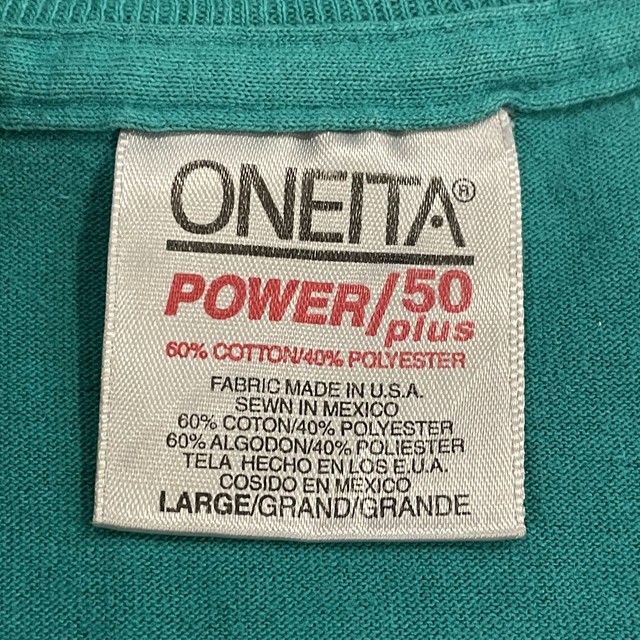 ONEITA®
POWER/50 plus
60% COTTON/40% POLYESTER
FABRIC MADE IN U.S.A.
SEWN IN MEXICO
60% COTON/40% POLYESTER
60% ALGODON/40% POLIESTER
TELA HECHO EN LOS E.U.A.
COSIDO EN MEXICO
LARGE/GRAND/GRANDE